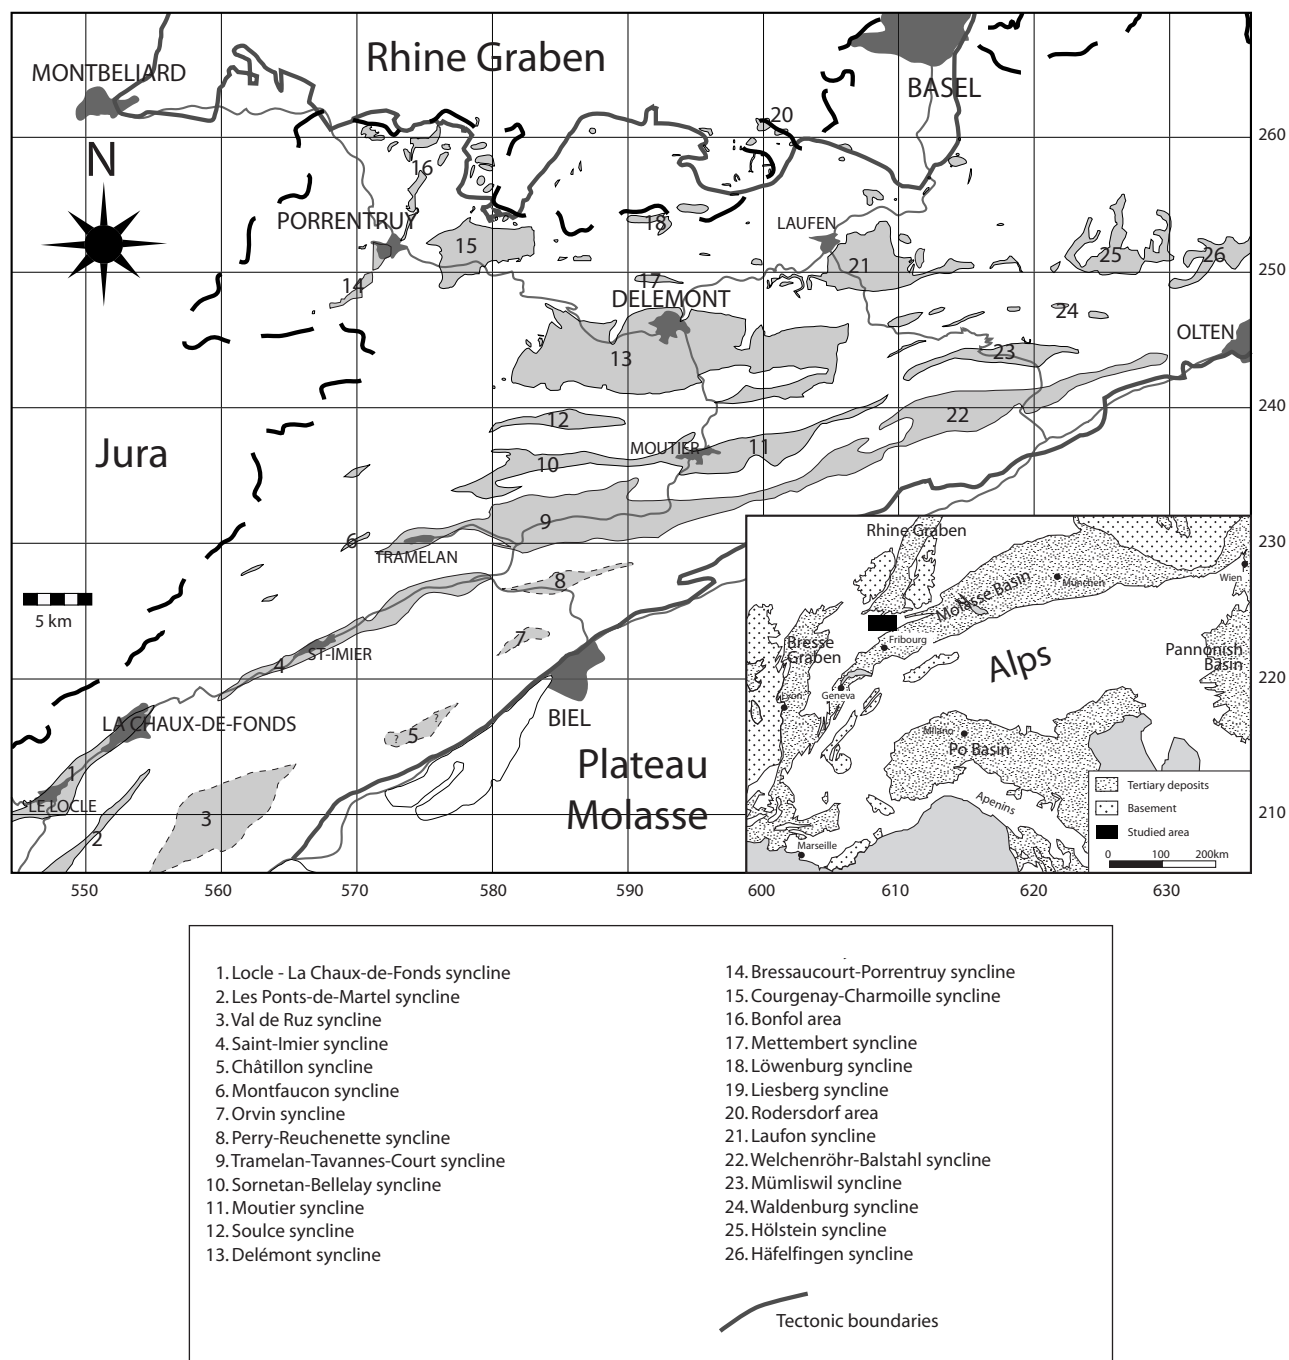 Rhine Graben
MONTBELIARD
BASEL
20
260
N
16
PORRENTRUY
18
LAUFEN
15
21
25
26
250
14
17
DELEMONT
24
OLTEN
13
23
240
12
22
Jura
MOUTIER
11
10
9
6
TRAMELAN
230
8
5 km
7
ST-IMIER
4
220
LA CHAUX-DE-FONDS
BIEL
5
?
?
1
Plateau
Molasse
LE LOCLE
3
2
210
Rhine Graben
Molasse Basin
München
Wien
Bresse
Graben
Fribourg
Alps
Pannonish
Basin
Lyon
Geneva
Milano
Po Basin
Apenins
Marseille
Tertiary deposits
Basement
Studied area
0 100 200km
550 560 570 580 590 600 610 620 630
1. Locle - La Chaux-de-Fonds syncline
2. Les Ponts-de-Martel syncline
3. Val de Ruz syncline
4. Saint-Imier syncline
5. Châtillon syncline
6. Montfaucon syncline
7. Orvin syncline
8. Perry-Reuchenette syncline
9. Tramelan-Tavannes-Court syncline
10. Sornetan-Bellelay syncline
11. Moutier syncline
12. Soulce syncline
13. Delémont syncline
14. Bressaucourt-Porrentruy syncline
15. Courgenay-Charmoille syncline
16. Bonfol area
17. Mettembert syncline
18. Löwenburg syncline
19. Liesberg syncline
20. Rodersdorf area
21. Laufon syncline
22. Welchenröhr-Balstahl syncline
23. Mümliswil syncline
24. Waldenburg syncline
25. Hölstein syncline
26. Häfelfingen syncline
Tectonic boundaries